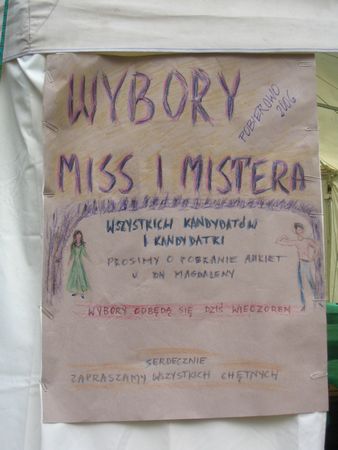 WYBORY
POBIEROWO
2006
MISS I MISTERA
WSZYSTKICH KANDYDATÓW
I KANDYDATKI
PROSIMY O POBRANIE ANKIET
U DH MAGDALENY
WYBORY ODBĘDĄ SIĘ DZIŚ WIECZOREM
SERDECZNIE
ZAPRASZAMY WSZYSTKICH CHĘTNYCH